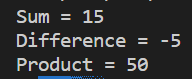 Sum = 15
Difference = -5
Product = 50